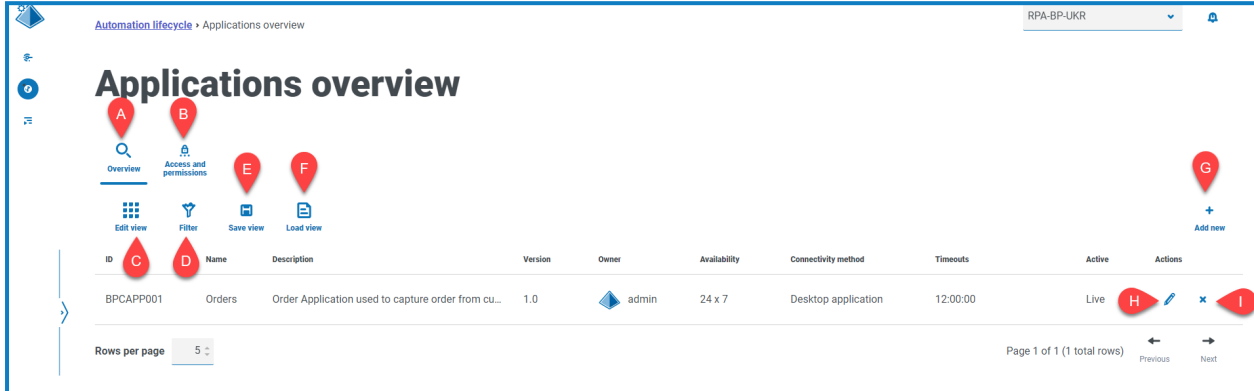 RPA-BP-UKR
Automation lifecycle › Applications overview
Applications overview
A
B
Overview
Access and
permissions
E
F
G
Edit view
Filter
Save view
Load view
Add new
C
D
ID Name Description Version Owner Availability Connectivity method Timeouts Active Actions
BPCAPP001 Orders Order Application used to capture order from cu... 1.0 admin 24 x 7 Desktop application 12:00:00 Live
H
I
Rows per page 5
Page 1 of 1 (1 total rows)
Previous
Next